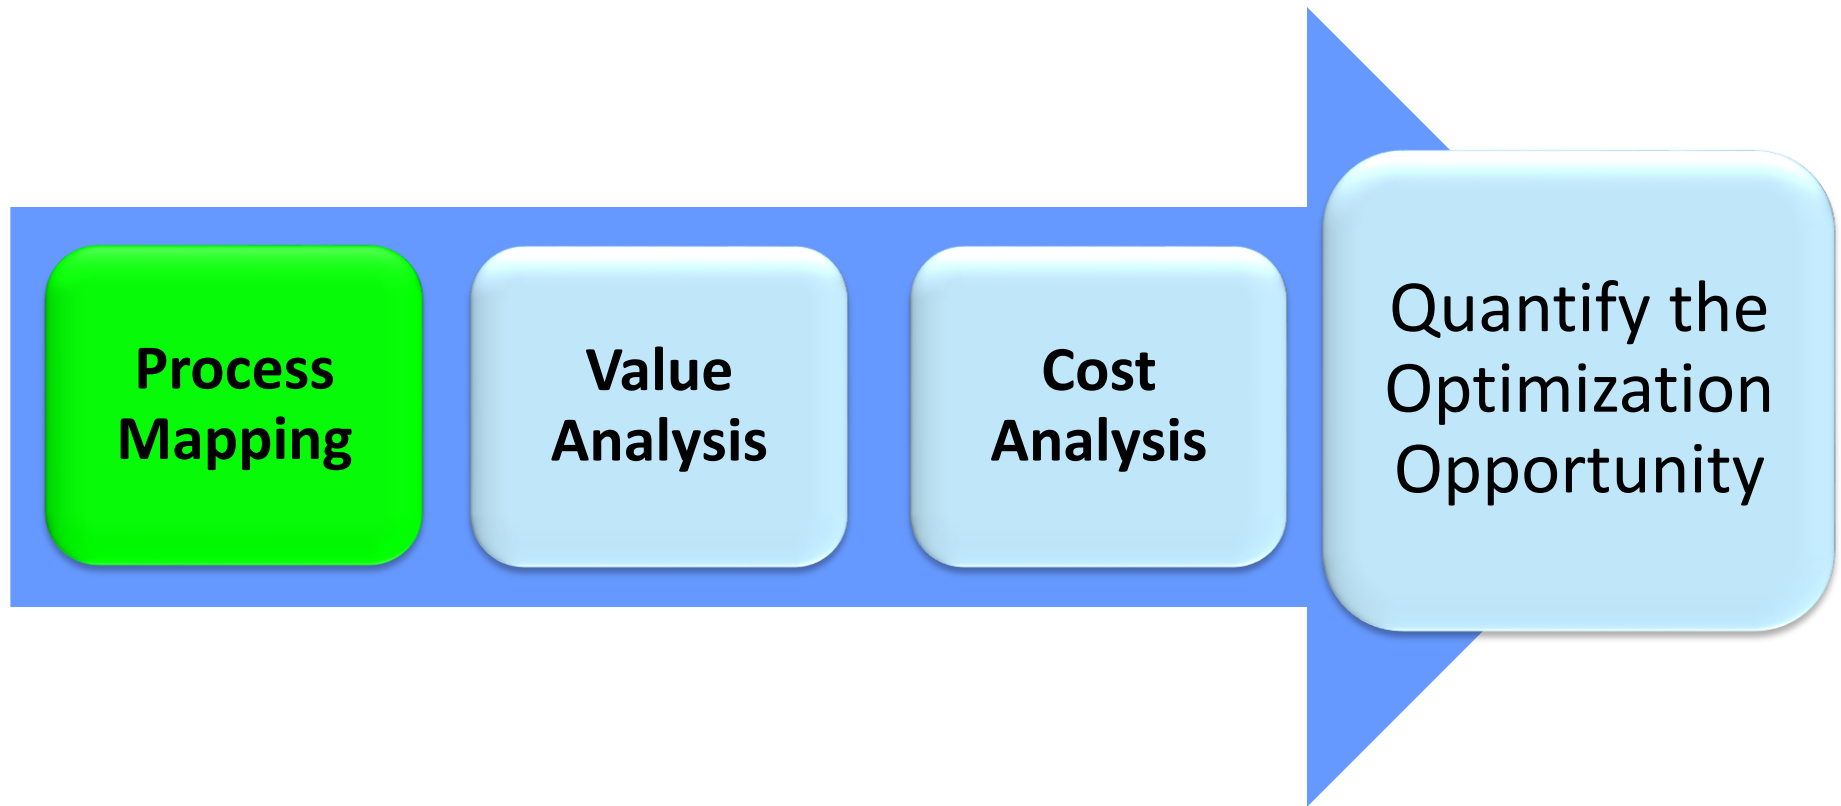 Process
Mapping
Value
Analysis
Cost
Analysis
Quantify the
Optimization
Opportunity